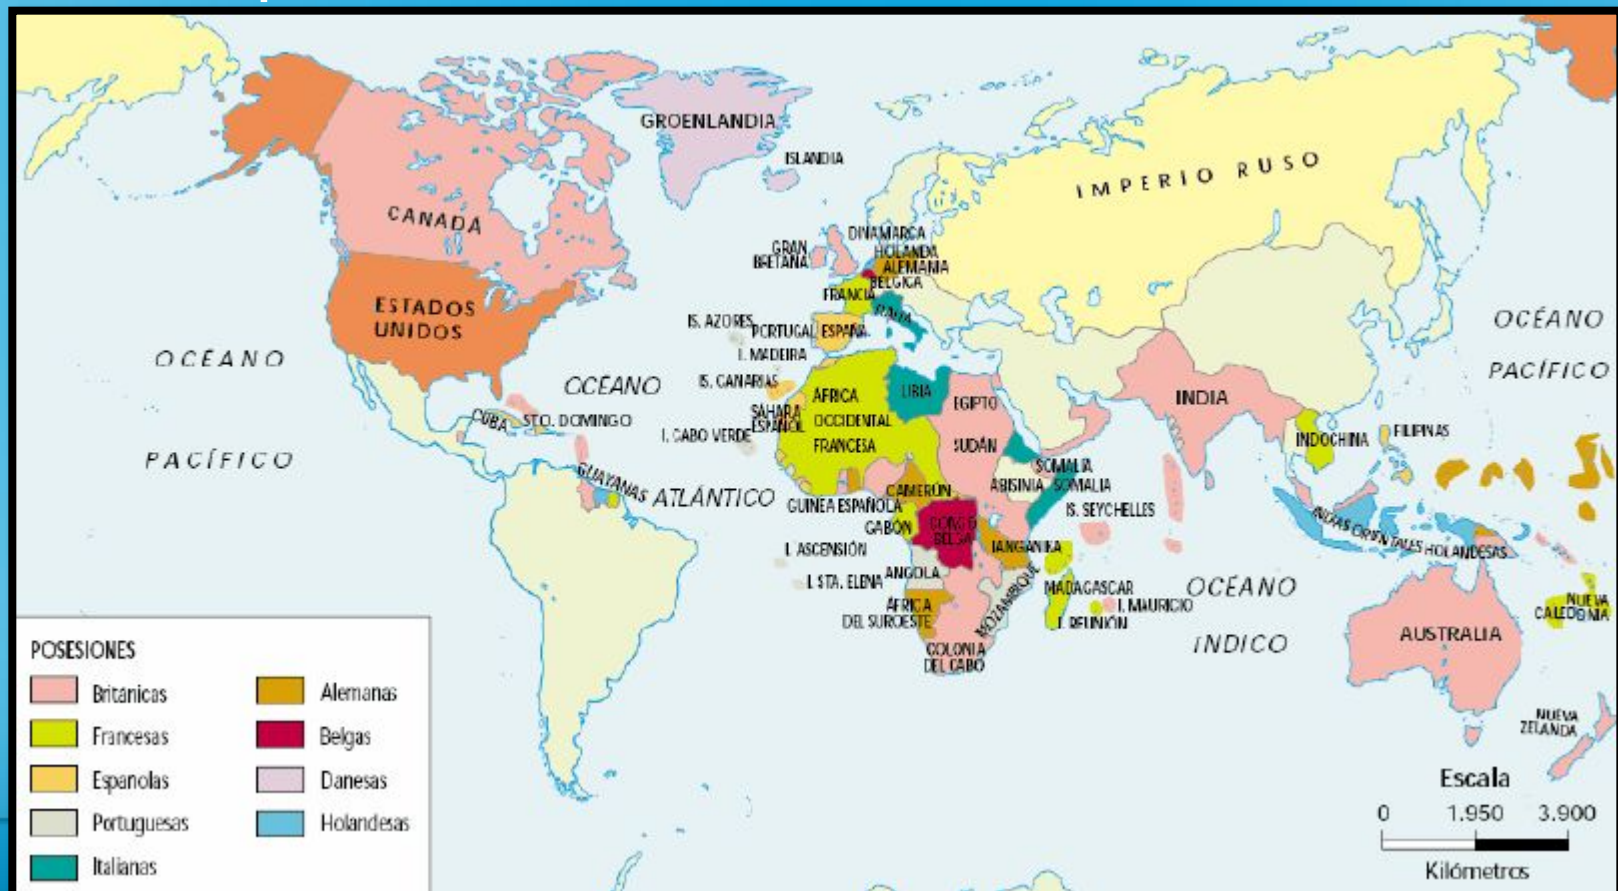 GROENLANDIA
ISLANDIA
IMPERIO RUSO
CANADÁ
DINAMARCA
GRAN
BRETAÑA
HOLANDA
ALEMANIA
BÉLGICA
FRANCIA
ITALIA
ESTADOS
UNIDOS
IS. AZORES
PORTUGAL
ESPAÑA
OCÉANO
PACÍFICO
I. MADEIRA
OCÉANO
ATLÁNTICO
OCÉANO
PACÍFICO
IS. CANARIAS
ÁFRICA
OCCIDENTAL
FRANCESA
LIBIA
EGIPTO
INDIA
SÁHARA
ESPAÑOL
CUBA
STO. DOMINGO
I. CABO VERDE
SUDÁN
INDOCHINA
FILIPINAS
SOMALIA
ABISINIA
SOMALIA
GUAYANAS
CAMERÚN
GUINEA ESPAÑOLA
IS. SEYCHELLES
GABÓN
CONGO
BELGA
INDIAS ORIENTALES HOLANDESAS
I. ASCENSIÓN
TANGANIKA
I. STA. ELENA
ANGOLA
MOZAMBIQUE
MADAGASCAR
OCÉANO
ÍNDICO
ÁFRICA
DEL SUROESTE
I. MAURICIO
I. REUNIÓN
NUEVA
CALEDONIA
AUSTRALIA
COLONIA
DEL CABO
NUEVA
ZELANDA
POSESIONES
Británicas
Francesas
Españolas
Portuguesas
Italianas
Alemanas
Belgas
Danesas
Holandesas
Escala
0 1.950 3.900
Kilómetros